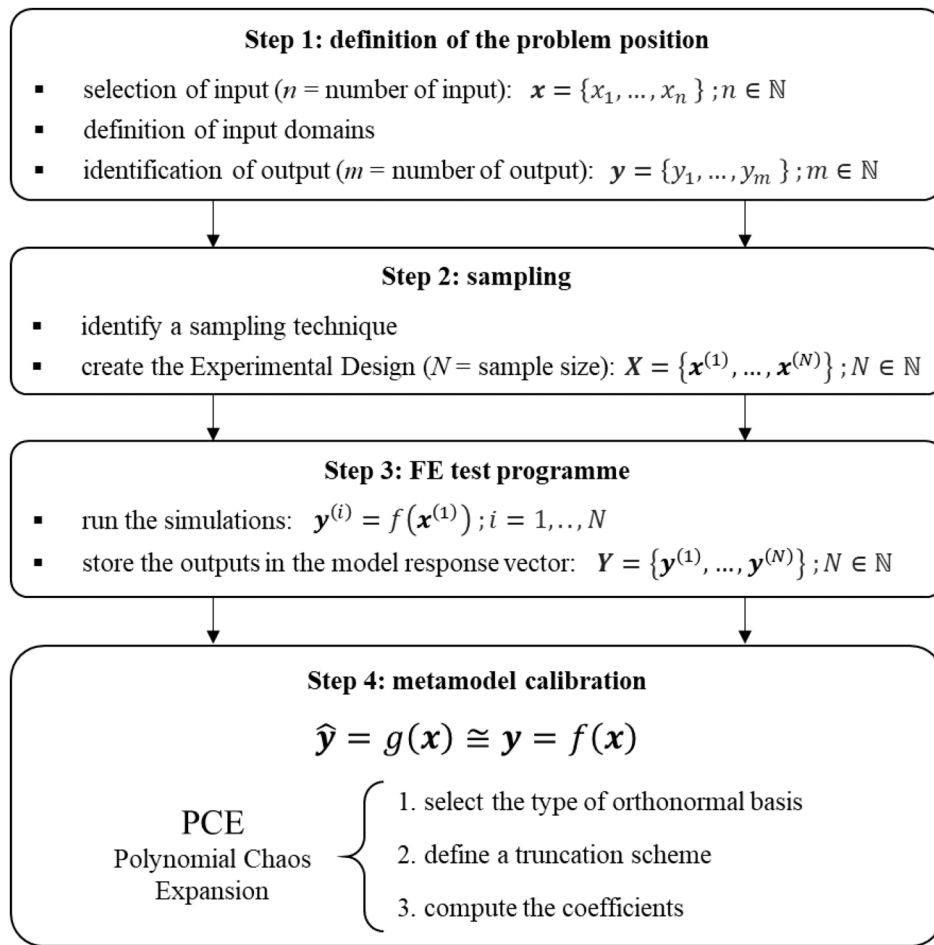 Step 1: definition of the problem position
▪ selection of input (n = number of input): x = {x₁, …, xₙ } ; n ∈ ℕ
▪ definition of input domains
▪ identification of output (m = number of output): y = {y₁, …, yₘ } ; m ∈ ℕ
Step 2: sampling
▪ identify a sampling technique
▪ create the Experimental Design (N = sample size): X = {x⁽¹⁾, …, x⁽ᴺ⁾} ; N ∈ ℕ
Step 3: FE test programme
▪ run the simulations: y⁽ⁱ⁾ = f(x⁽¹⁾) ; i = 1, . . , N
▪ store the outputs in the model response vector: Y = {y⁽¹⁾, …, y⁽ᴺ⁾} ; N ∈ ℕ
Step 4: metamodel calibration
ŷ = g(x) ≅ y = f(x)
PCE
Polynomial Chaos
Expansion
1. select the type of orthonormal basis
2. define a truncation scheme
3. compute the coefficients